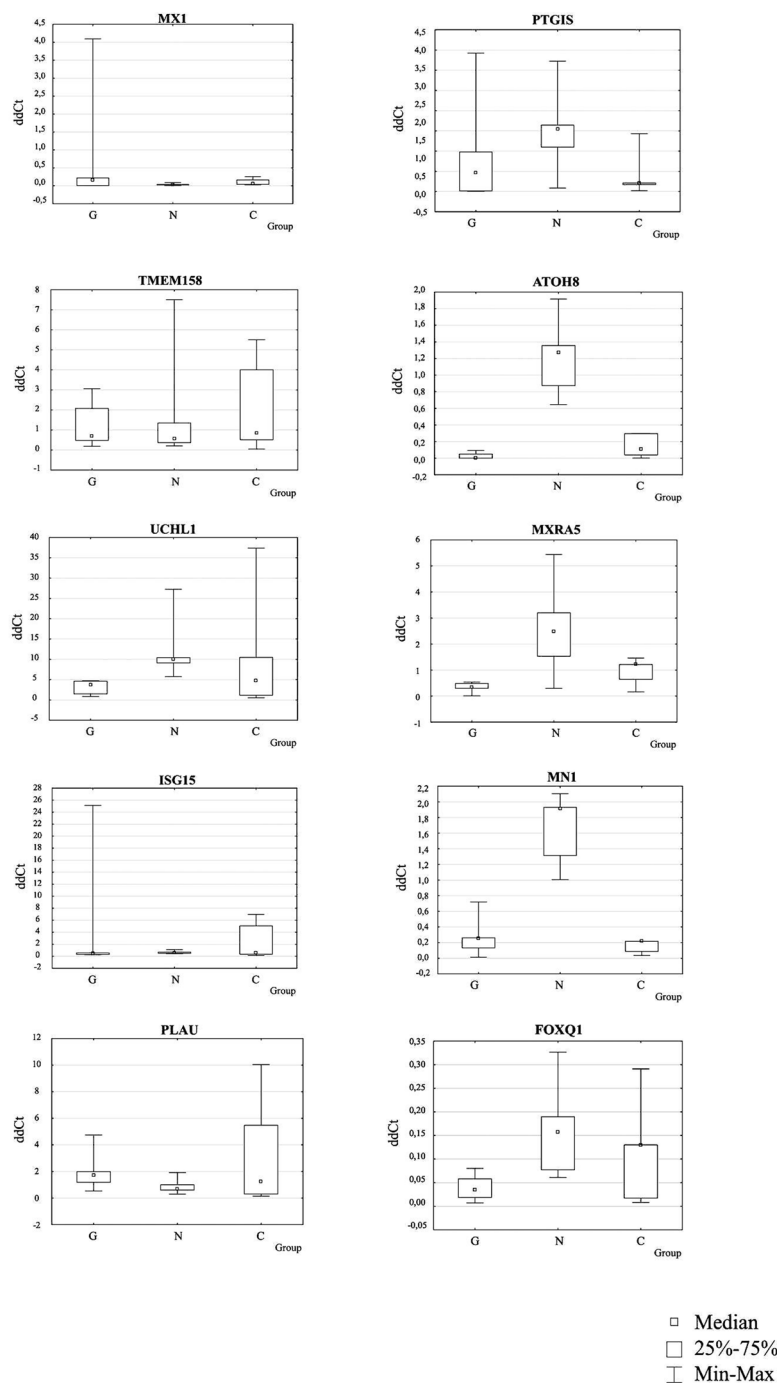 MX1
4,5
4,0
3,5
3,0
2,5
2,0
1,5
1,0
0,5
0,0
-0,5
ddCt
G N C
Group
PTGIS
4,5
4,0
3,5
3,0
2,5
2,0
1,5
1,0
0,5
0,0
-0,5
ddCt
G N C
Group
TMEM158
8
7
6
5
4
3
2
1
0
-1
ddCt
G N C
Group
ATOH8
2,0
1,8
1,6
1,4
1,2
1,0
0,8
0,6
0,4
0,2
0,0
-0,2
ddCt
G N C
Group
UCHL1
40
35
30
25
20
15
10
5
0
-5
ddCt
G N C
Group
MXRA5
6
5
4
3
2
1
0
-1
ddCt
G N C
Group
ISG15
28
26
24
22
20
18
16
14
12
10
8
6
4
2
0
-2
ddCt
G N C
Group
MN1
2,2
2,0
1,8
1,6
1,4
1,2
1,0
0,8
0,6
0,4
0,2
0,0
-0,2
ddCt
G N C
Group
PLAU
12
10
8
6
4
2
0
-2
ddCt
G N C
Group
FOXQ1
0,35
0,30
0,25
0,20
0,15
0,10
0,05
0,00
-0,05
ddCt
G N C
Group
Median
25%-75%
Min-Max